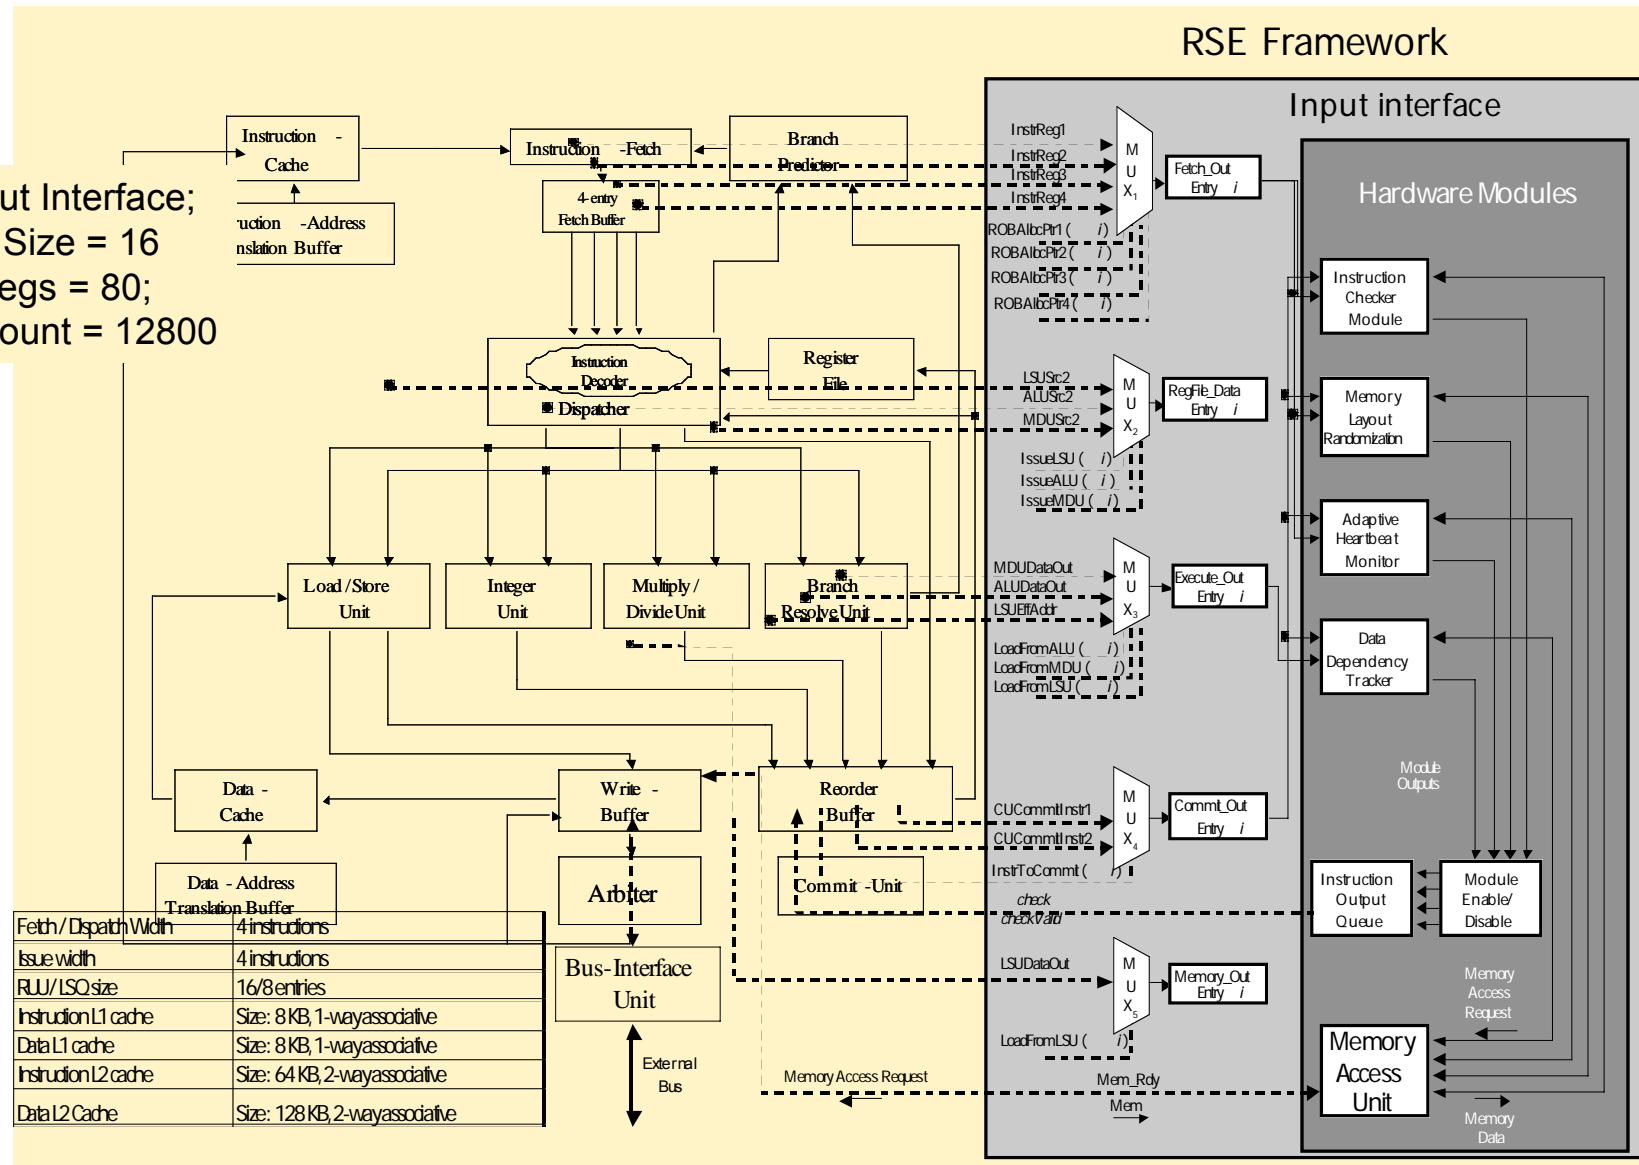 RSE Framework
Input interface
Hardware Modules
ut Interface;
Size = 16
egs = 80;
ount = 12800
Instruction -
Cache
ruction -Address
nslation Buffer
Instruction -Fetch
4-entry
Fetch Buffer
Branch
Predictor
Instruction
Decoder
Dispatcher
Register
File
Load /Store
Unit
Integer
Unit
Multiply /
Divide Unit
Branch
Resolve Unit
Data -
Cache
Write -
Buffer
Reorder
Buffer
Data - Address
Translation Buffer
Arbiter
Commit -Unit
Bus-Interface
Unit
External
Bus
Fetch / Dispatch Width 4 instructions
Issue width 4 instructions
RUU/ LSQ size 16/8 entries
Instruction L1 cache Size: 8 KB, 1-way associative
Data L1 cache Size: 8 KB, 1-way associative
Instruction L2 cache Size: 64 KB, 2-way associative
Data L2 Cache Size: 128 KB, 2-way associative
InstrReg1
InstrReg2
InstrReg3
InstrReg4
ROBAllocPtr1 ( i)
ROBAllocPtr2 ( i)
ROBAllocPtr3 ( i)
ROBAllocPtr4 ( i)
M
U
X1
Fetch_Out
Entry i
LSUSrc2
ALUSrc2
MDUSrc2
IssueLSU ( i)
IssueALU ( i)
IssueMDU ( i)
M
U
X2
RegFile_Data
Entry i
MDUDataOut
ALUDataOut
LSUEffAddr
LoadFromALU ( i)
LoadFromMDU ( i)
LoadFromLSU ( i)
M
U
X3
Execute_Out
Entry i
CUCommitInstr1
CUCommitInstr2
InstrToCommit ( i)
M
U
X4
Commit_Out
Entry i
check
checkValid
LSUDataOut
LoadFromLSU ( i)
M
U
X5
Memory_Out
Entry i
Memory Access Request
Mem_Rdy
Mem
Instruction
Checker
Module
Memory
Layout
Randomization
Adaptive
Heartbeat
Monitor
Data
Dependency
Tracker
Module
Outputs
Instruction
Output
Queue
Module
Enable/
Disable
Memory
Access
Request
Memory
Access
Unit
Memory
Data